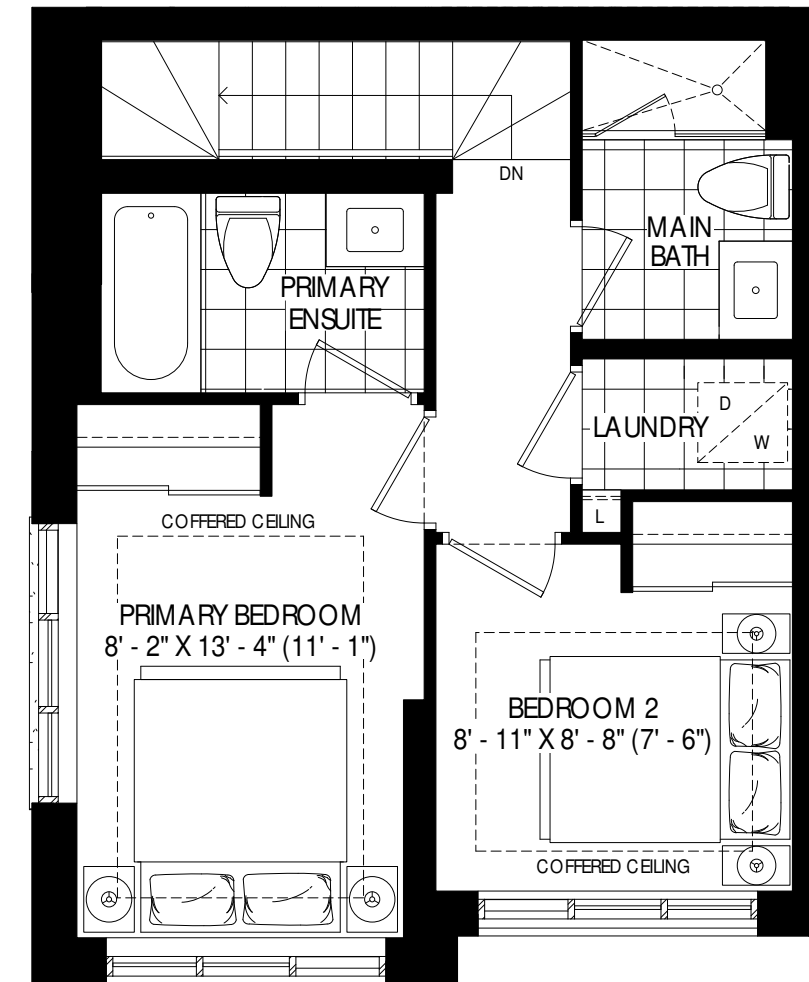 DN
MAIN
BATH
PRIMARY
ENSUITE
D
W
LAUNDRY
L
COFFERED CEILING
PRIMARY BEDROOM
8' - 2" X 13' - 4" (11' - 1")
BEDROOM 2
8' - 11" X 8' - 8" (7' - 6")
COFFERED CEILING